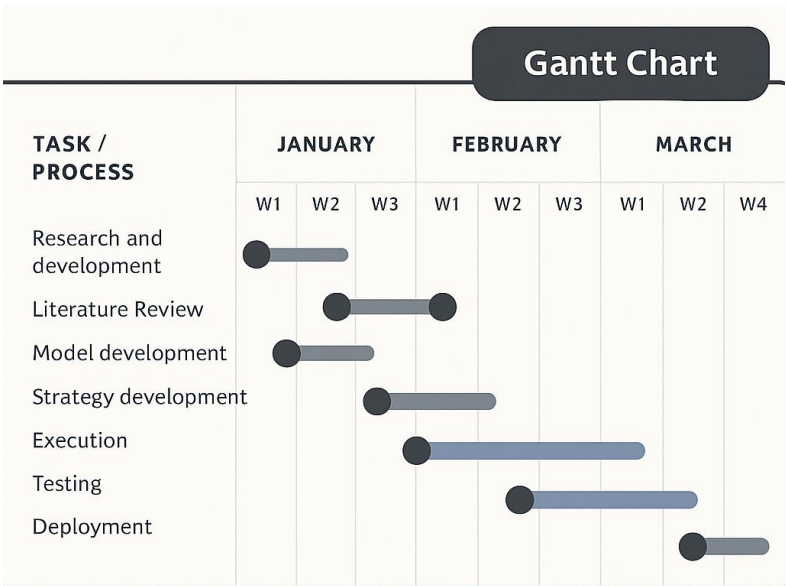 Gantt Chart
TASK /
PROCESS
JANUARY FEBRUARY MARCH
W1 W2 W3 W1 W2 W3 W1 W2 W4
Research and
development
Literature Review
Model development
Strategy development
Execution
Testing
Deployment